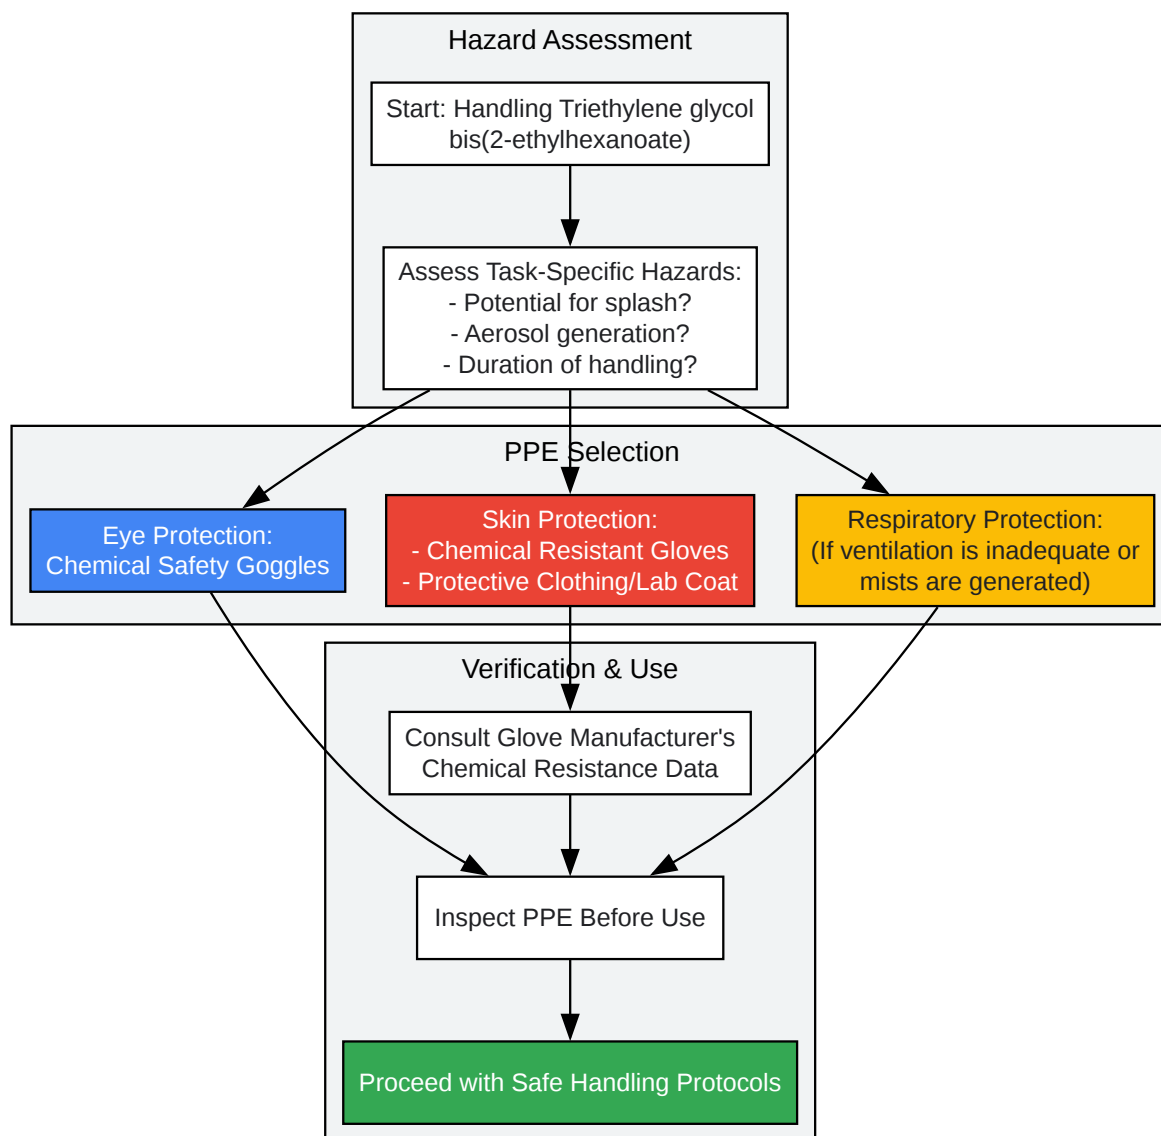 Hazard Assessment
Start: Handling Triethylene glycol
bis(2-ethylhexanoate)
Assess Task-Specific Hazards:
- Potential for splash?
- Aerosol generation?
- Duration of handling?
PPE Selection
Eye Protection:
Chemical Safety Goggles
Skin Protection:
- Chemical Resistant Gloves
- Protective Clothing/Lab Coat
Respiratory Protection:
(If ventilation is inadequate or
mists are generated)
Verification & Use
Consult Glove Manufacturer's
Chemical Resistance Data
Inspect PPE Before Use
Proceed with Safe Handling Protocols